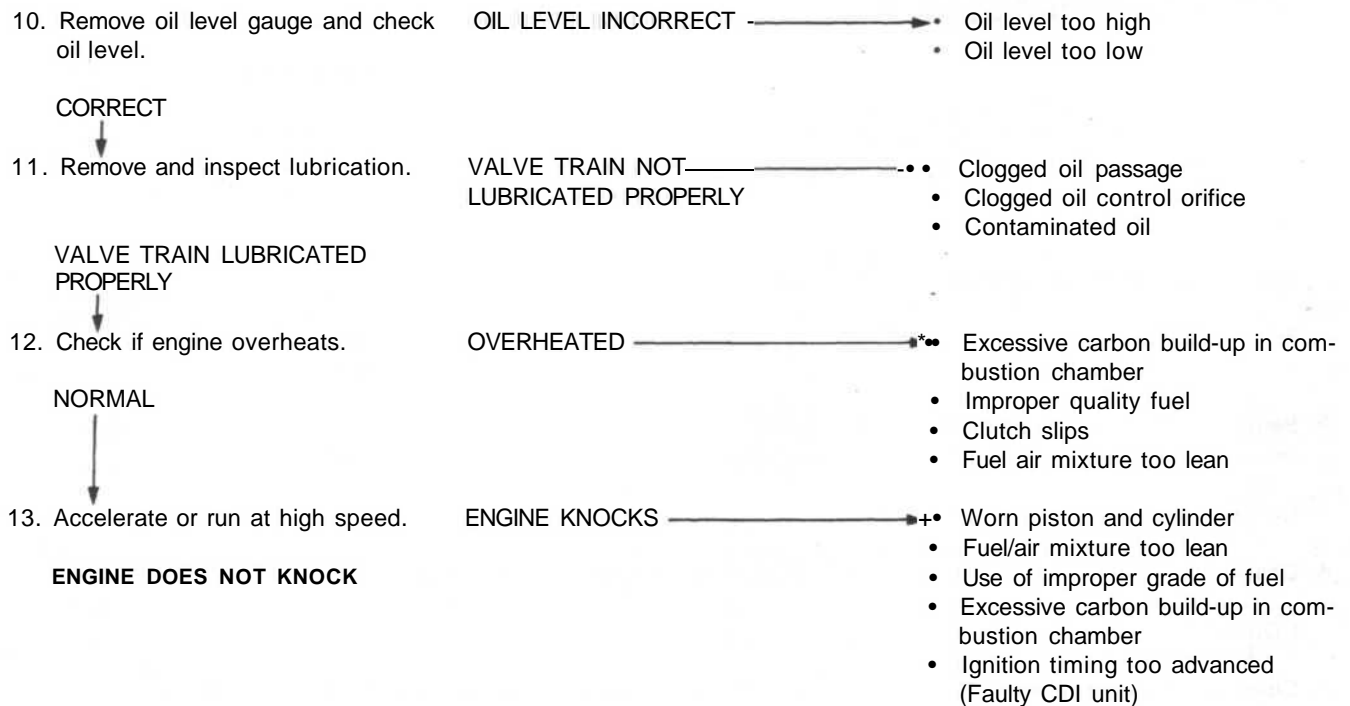 10. Remove oil level gauge and check
oil level.
OIL LEVEL INCORRECT
• Oil level too high
• Oil level too low
CORRECT
11. Remove and inspect lubrication.
VALVE TRAIN NOT
LUBRICATED PROPERLY
• Clogged oil passage
• Clogged oil control orifice
• Contaminated oil
VALVE TRAIN LUBRICATED
PROPERLY
12. Check if engine overheats.
OVERHEATED
• Excessive carbon build-up in com-
bustion chamber
• Improper quality fuel
• Clutch slips
• Fuel air mixture too lean
NORMAL
13. Accelerate or run at high speed.
ENGINE KNOCKS
• Worn piston and cylinder
• Fuel/air mixture too lean
• Use of improper grade of fuel
• Excessive carbon build-up in com-
bustion chamber
• Ignition timing too advanced
(Faulty CDI unit)
ENGINE DOES NOT KNOCK